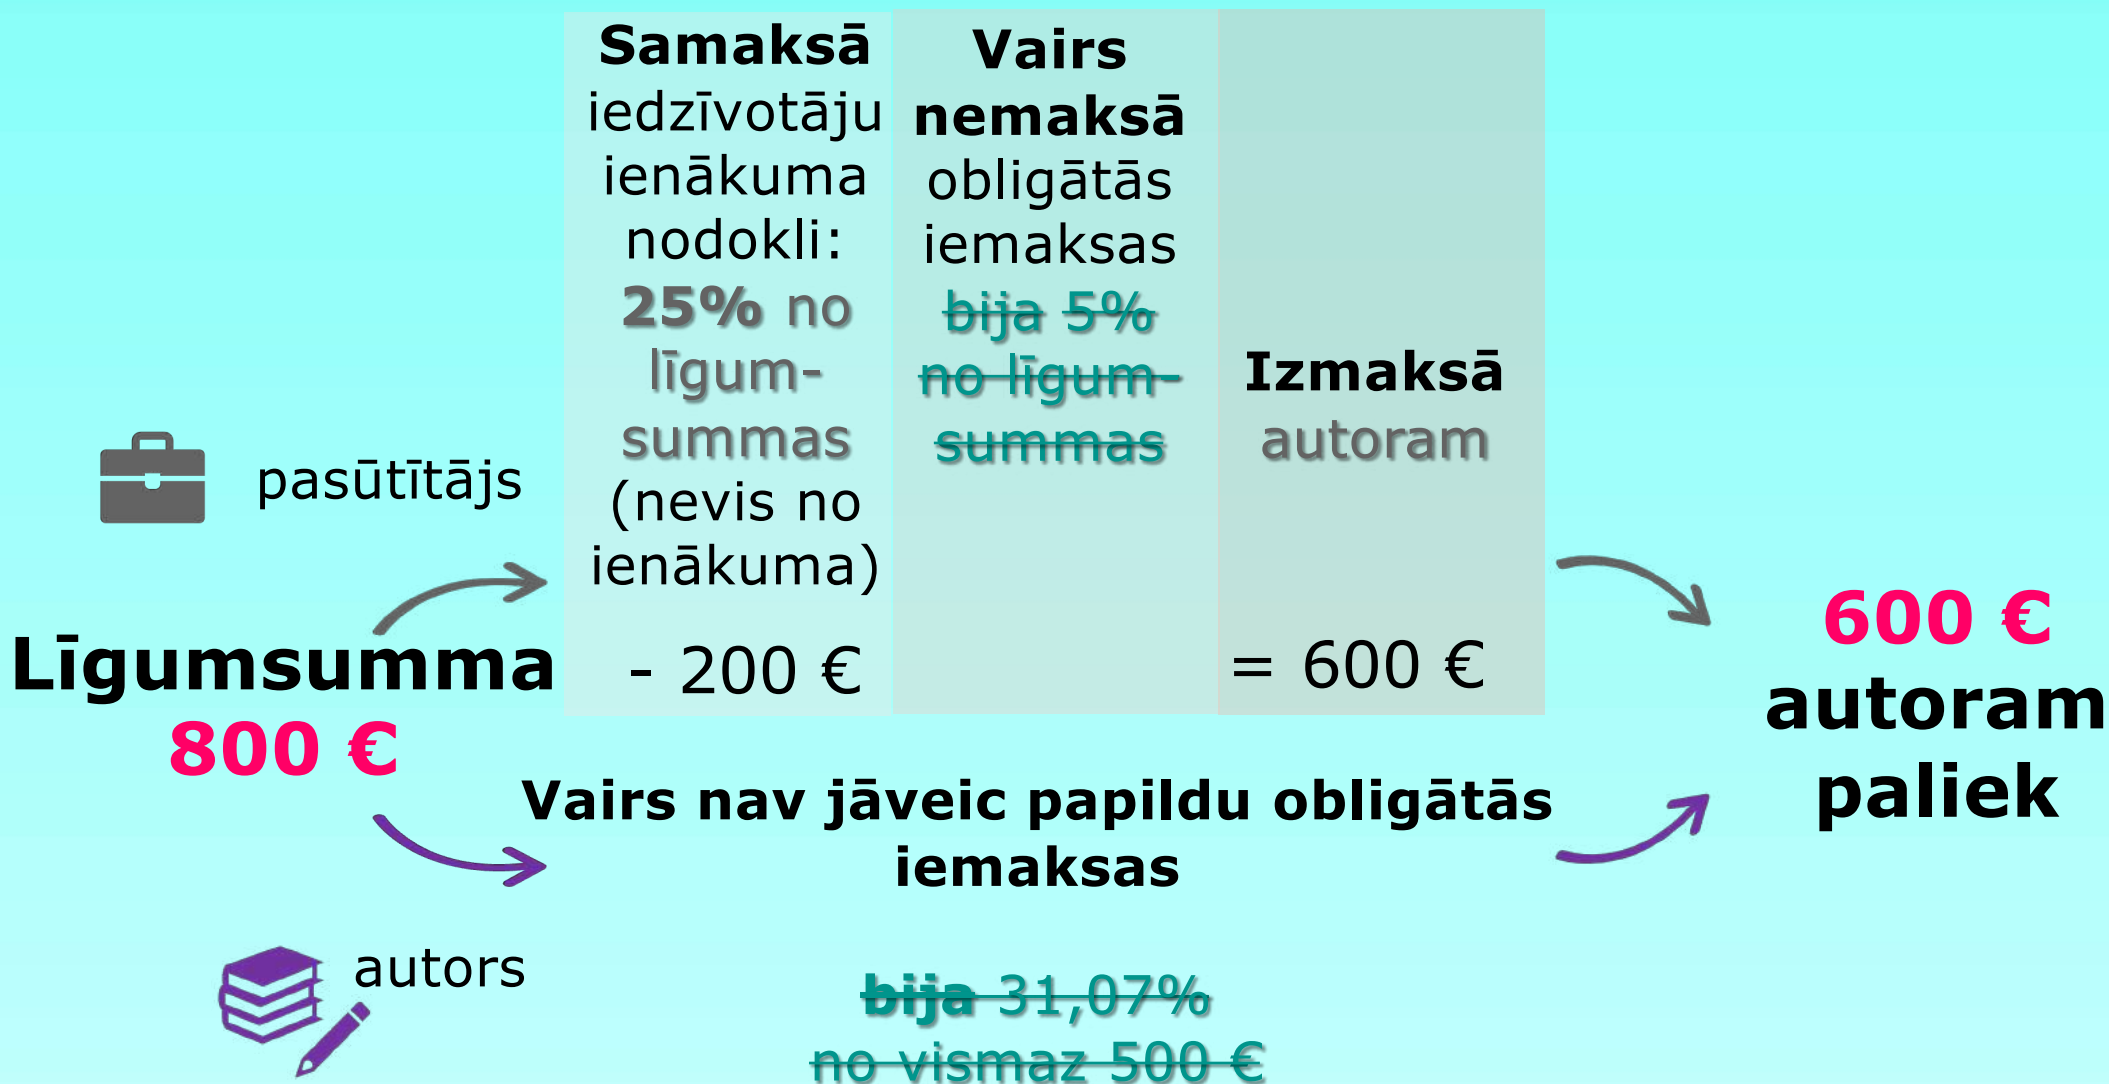 Samaksā
iedzīvotāju
ienākuma
nodokli:
25% no
līgum-
summas
(nevis no
ienākuma)
- 200 €
Vairs
nemaksā
obligātās
iemaksas
bija 5%
no līgum-
summas
Izmaksā
autoram
= 600 €
pasūtītājs
Līgumsumma
800 €
600 €
autoram
paliek
Vairs nav jāveic papildu obligātās
iemaksas
autors
bija 31,07%
no vismaz 500 €